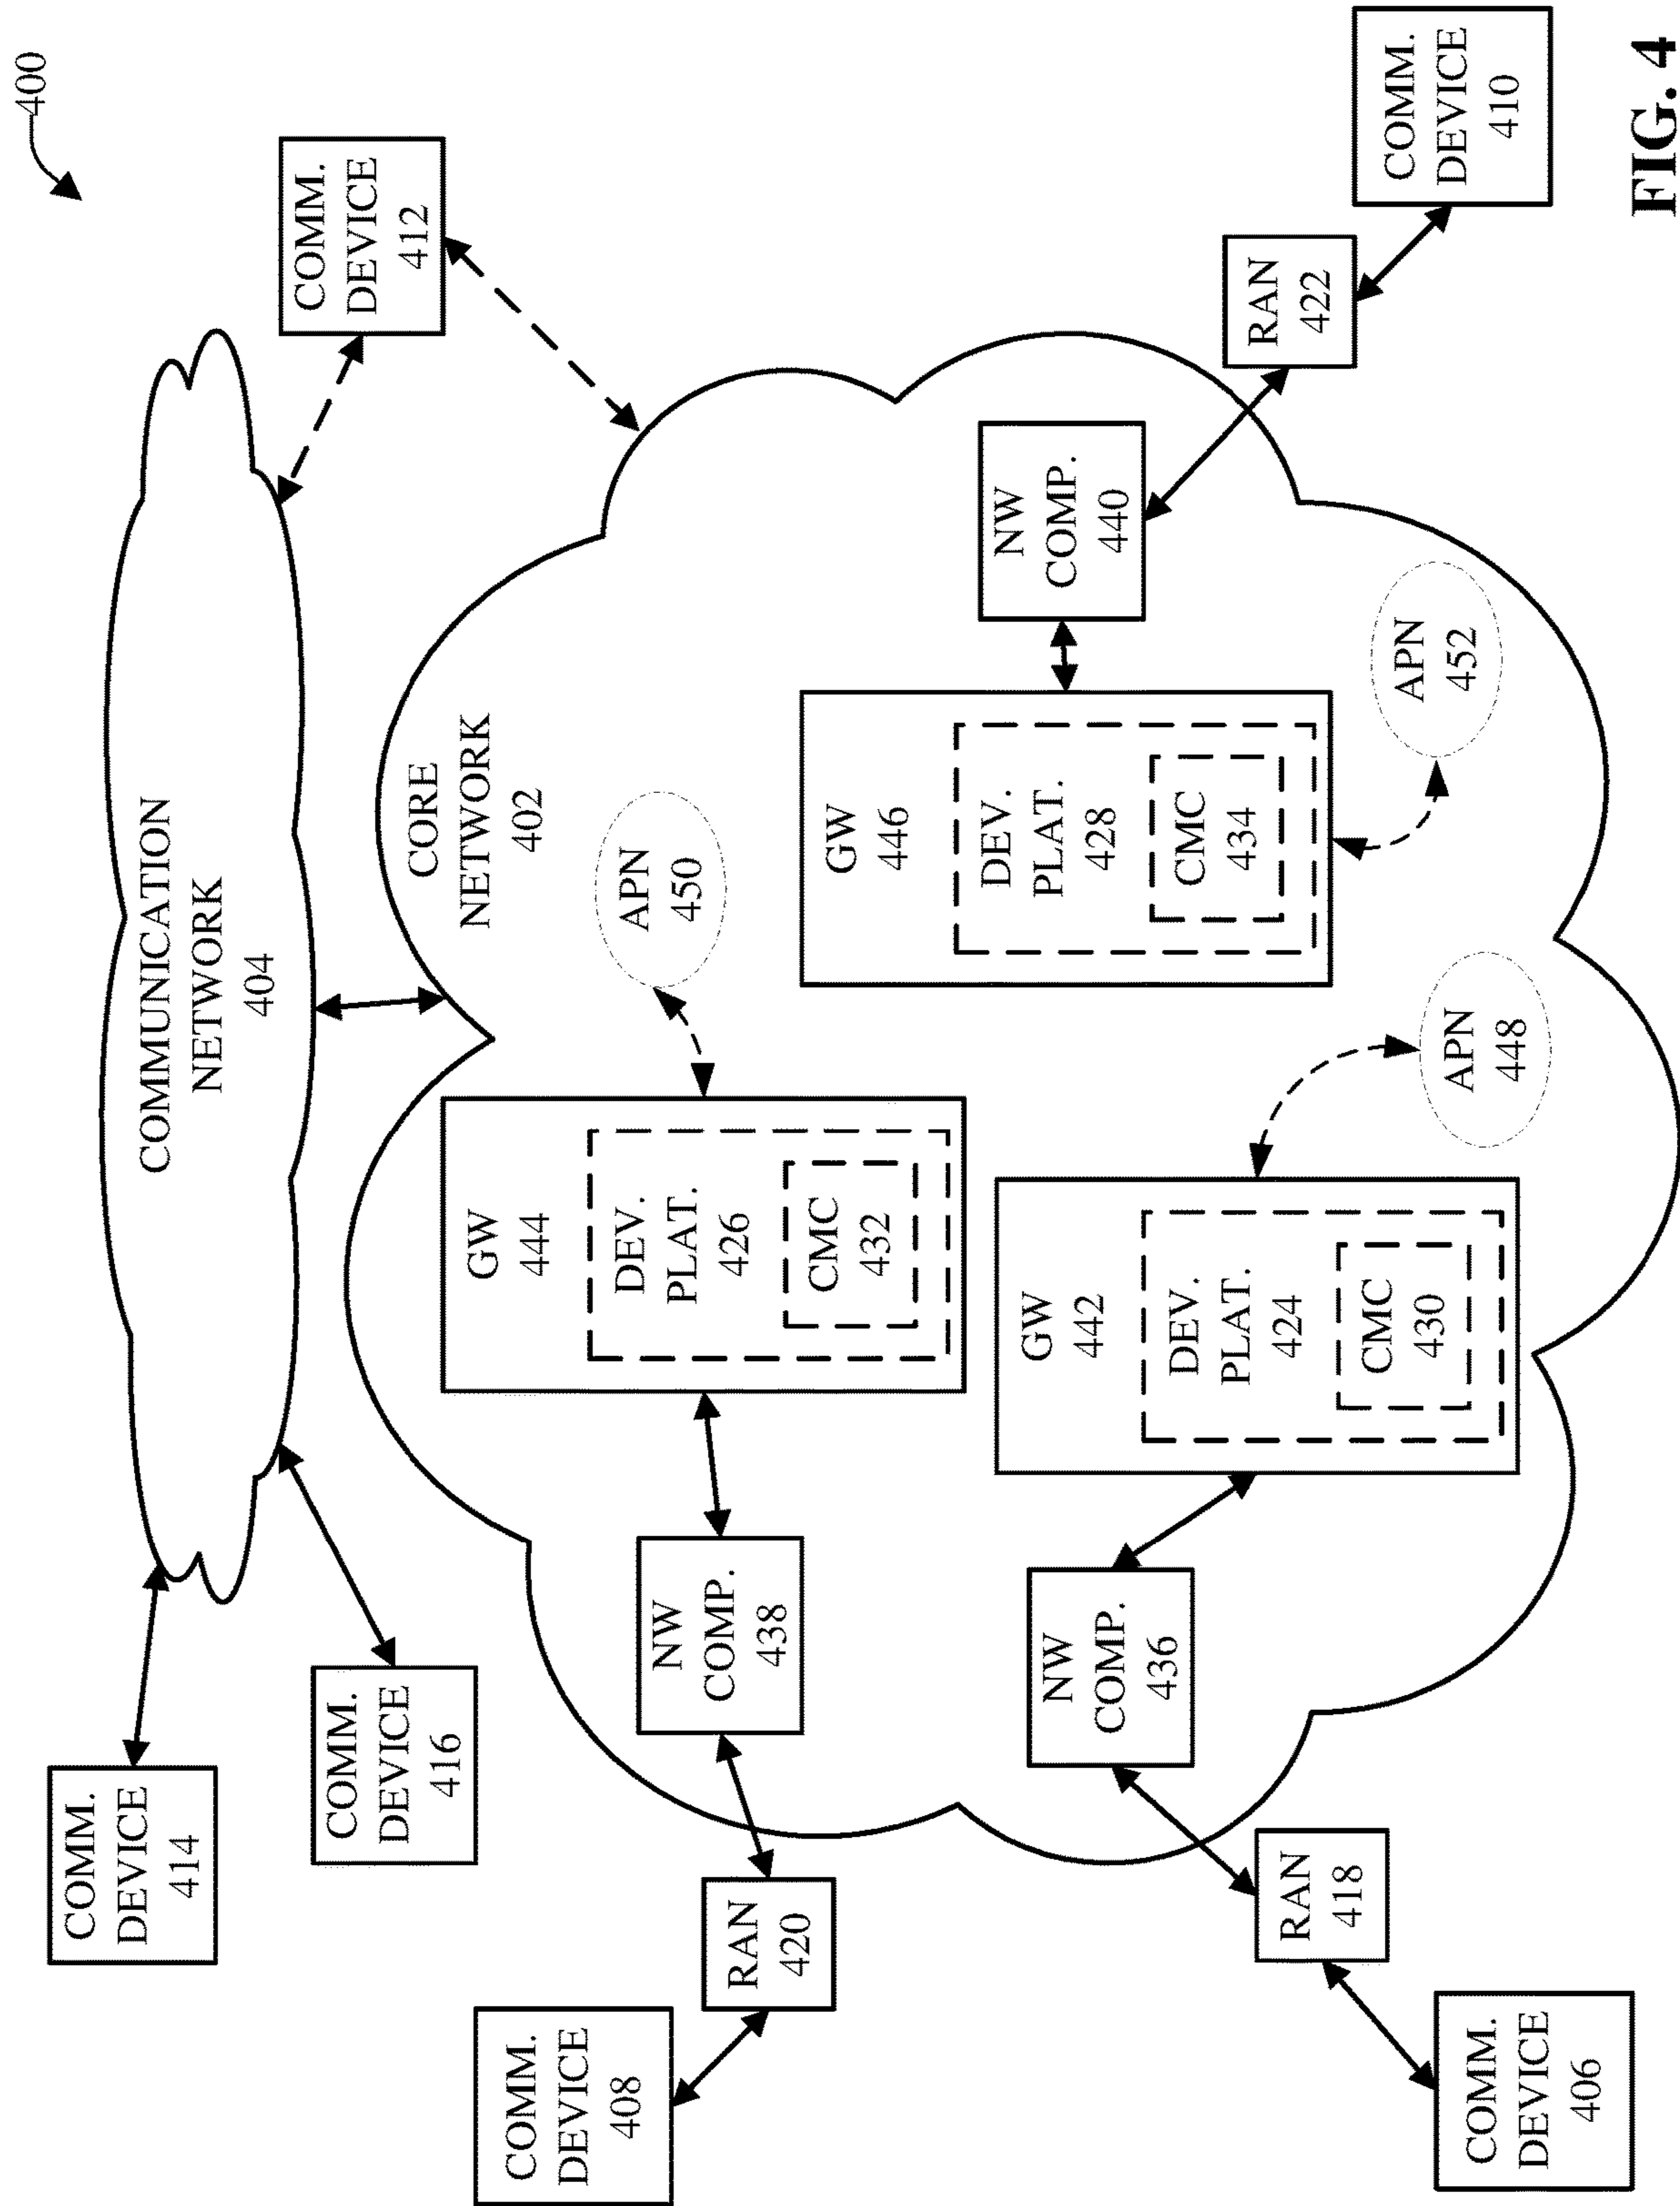 400
COMM.
DEVICE
414
COMMUNICATION
NETWORK
404
COMM.
DEVICE
412
COMM.
DEVICE
416
CORE
NETWORK
402
COMM.
DEVICE
408
RAN
420
NW
COMP.
438
GW
444
DEV.
PLAT.
426
CMC
432
APN
450
GW
446
DEV.
PLAT.
428
CMC
434
NW
COMP.
440
RAN
422
COMM.
DEVICE
410
APN
452
COMM.
DEVICE
406
RAN
418
NW
COMP.
436
GW
442
DEV.
PLAT.
424
CMC
430
APN
448
FIG. 4